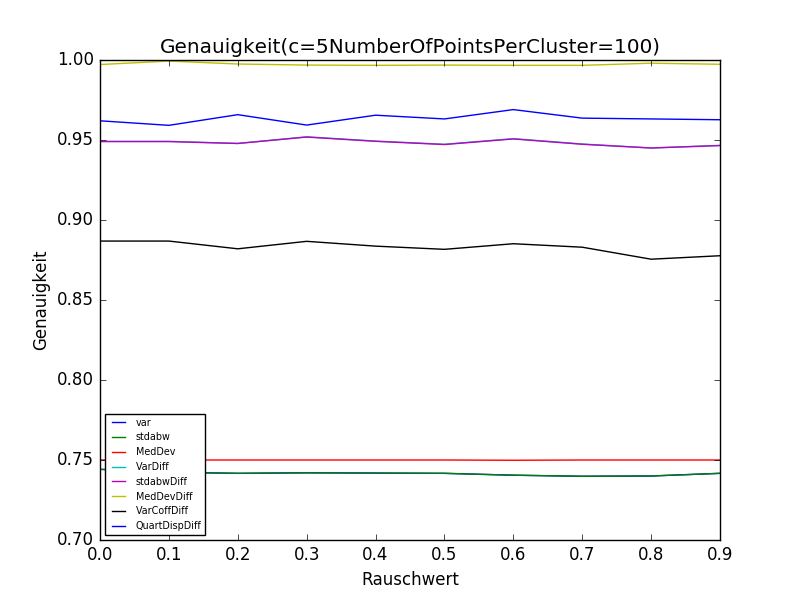 Genauigkeit(c=5NumberOfPointsPerCluster=100)
1.00
0.95
0.90
0.85
0.80
0.75
0.70
Genauigkeit
var
stdabw
MedDev
VarDiff
stdabwDiff
MedDevDiff
VarCoffDiff
QuartDispDiff
0.0 0.1 0.2 0.3 0.4 0.5 0.6 0.7 0.8 0.9
Rauschwert